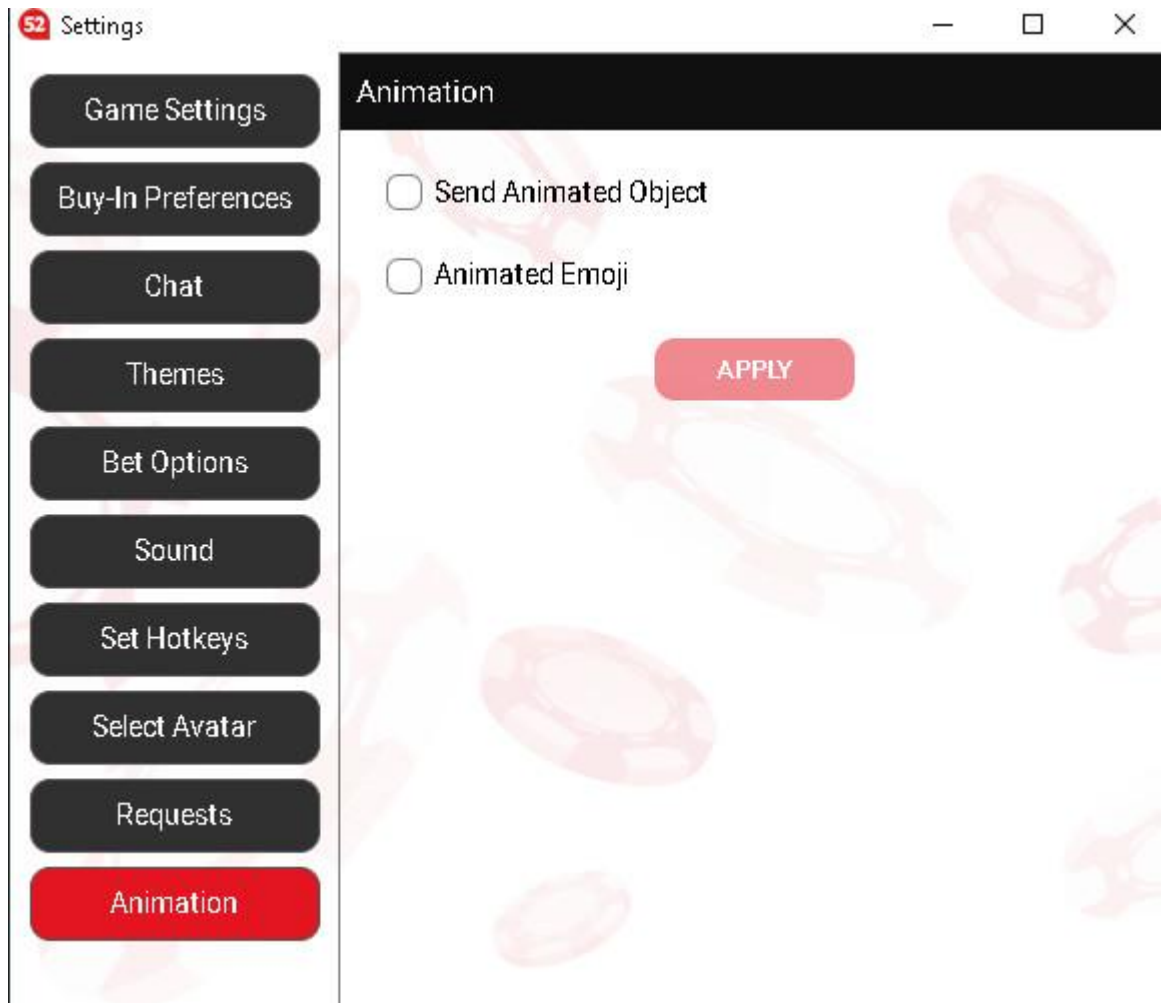 52 Settings
Game Settings
Buy-In Preferences
Chat
Themes
Bet Options
Sound
Set Hotkeys
Select Avatar
Requests
Animation
Animation
Send Animated Object
Animated Emoji
APPLY